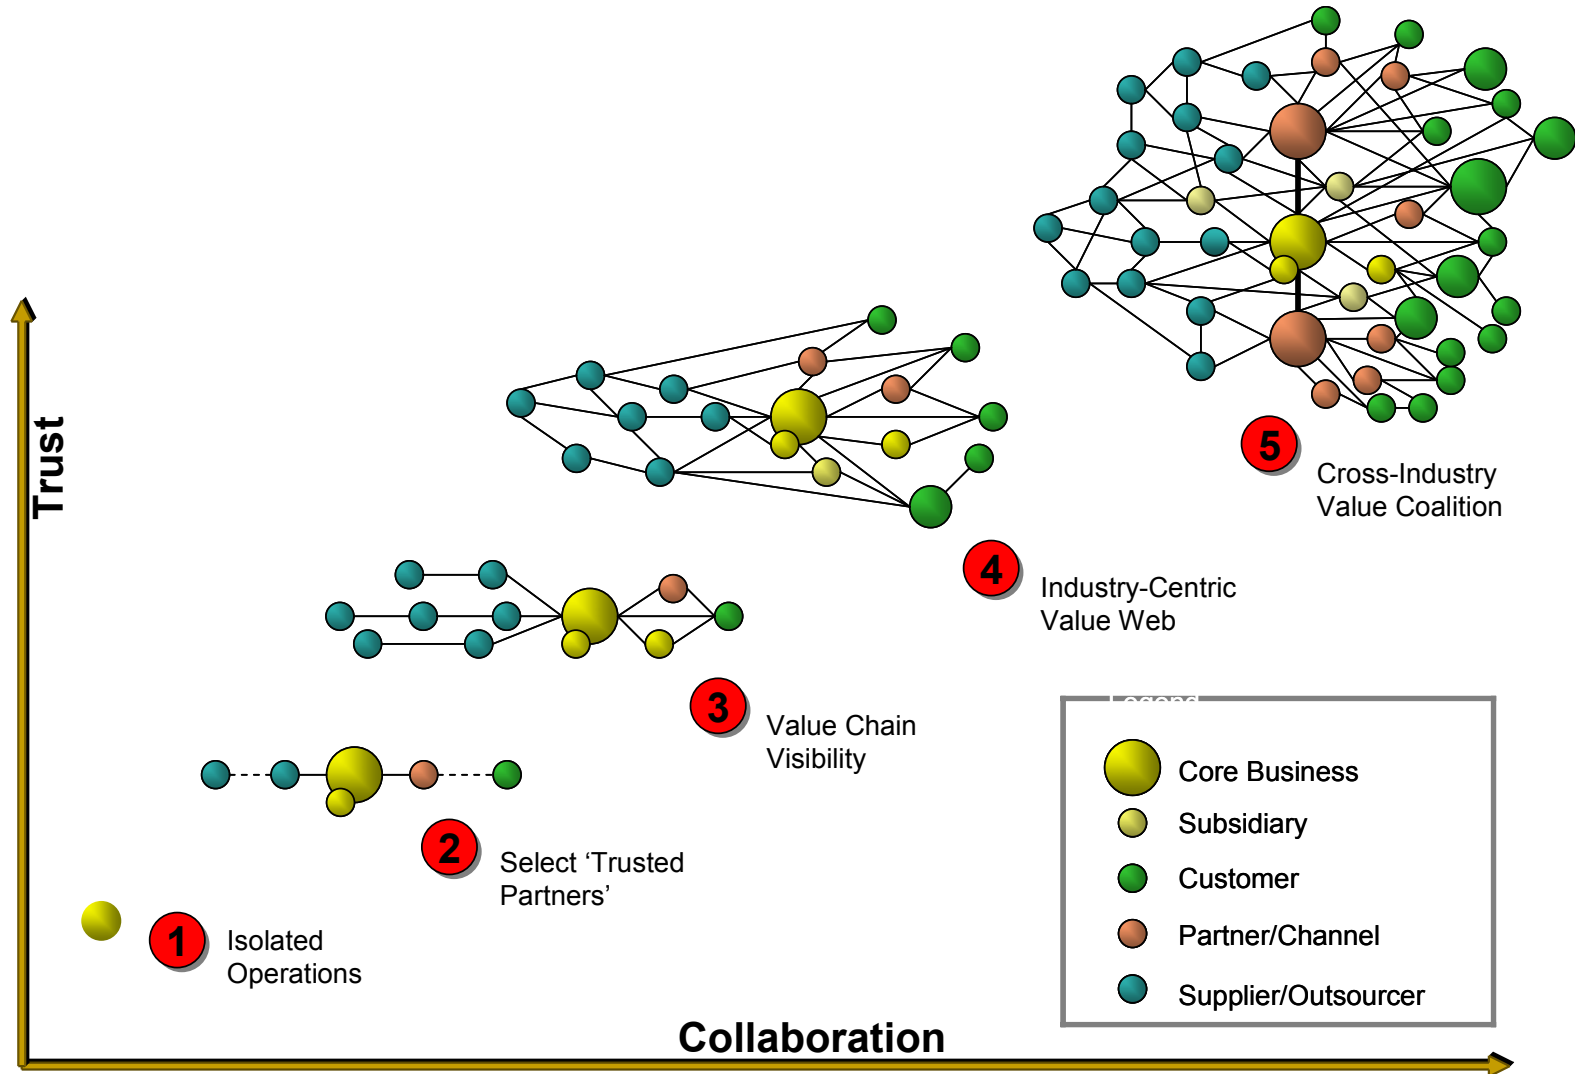 Trust
5
Cross-Industry
Value Coalition
4
Industry-Centric
Value Web
3
Value Chain
Visibility
2
Select ‘Trusted
Partners’
1
Isolated
Operations
Legend
Core Business
Subsidiary
Customer
Partner/Channel
Supplier/Outsourcer
Collaboration